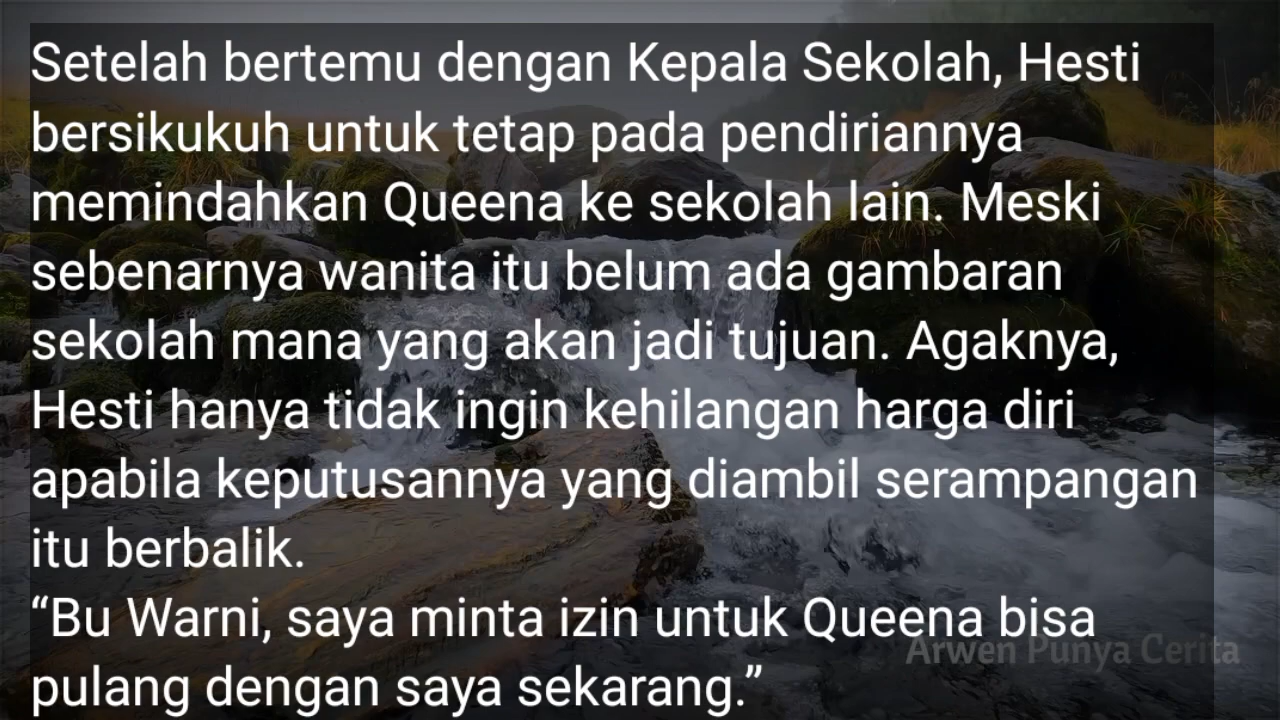 Setelah bertemu dengan Kepala Sekolah, Hesti
bersikukuh untuk tetap pada pendiriannya
memindahkan Queena ke sekolah lain. Meski
sebenarnya wanita itu belum ada gambaran
sekolah mana yang akan jadi tujuan. Agaknya,
Hesti hanya tidak ingin kehilangan harga diri
apabila keputusannya yang diambil serampangan
itu berbalik.
“Bu Warni, saya minta izin untuk Queena bisa
Arwen Punya Cerita
pulang dengan saya sekarang.”